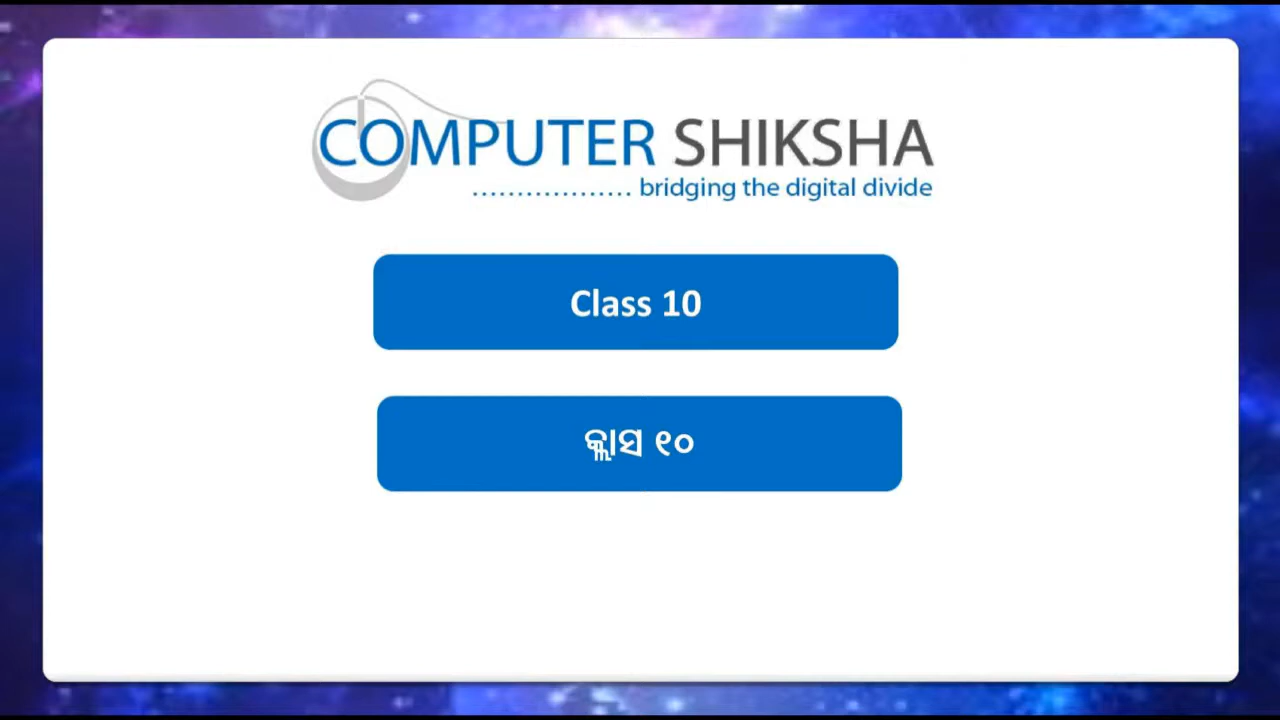 COMPUTER SHIKSHA
.................. bridging the digital divide
Class 10
କ୍ଲାସ ୧୦